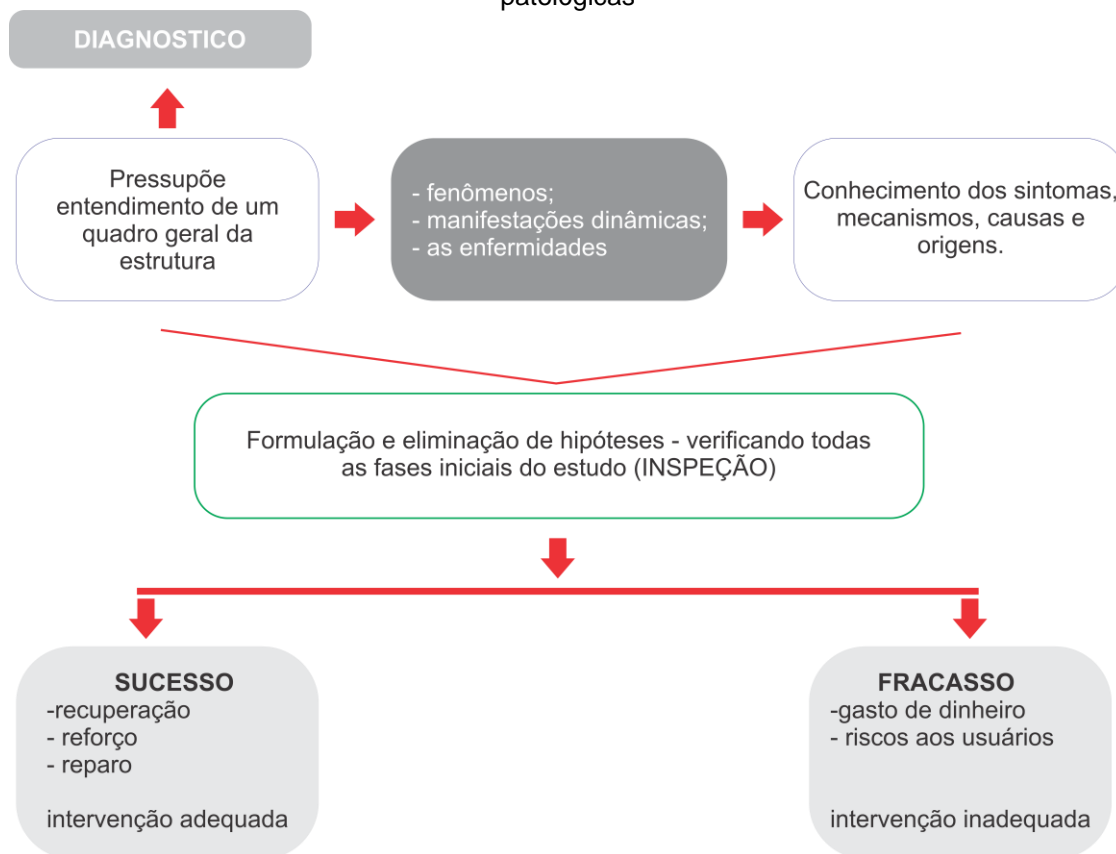 patológicas
DIAGNOSTICO
Pressupõe
entendimento de um
quadro geral da
estrutura
- fenômenos;
- manifestações dinâmicas;
- as enfermidades
Conhecimento dos sintomas,
mecanismos, causas e
origens.
Formulação e eliminação de hipóteses - verificando todas
as fases iniciais do estudo (INSPEÇÃO)
SUCESSO
-recuperação
- reforço
- reparo
intervenção adequada
FRACASSO
-gasto de dinheiro
- riscos aos usuários
intervenção inadequada